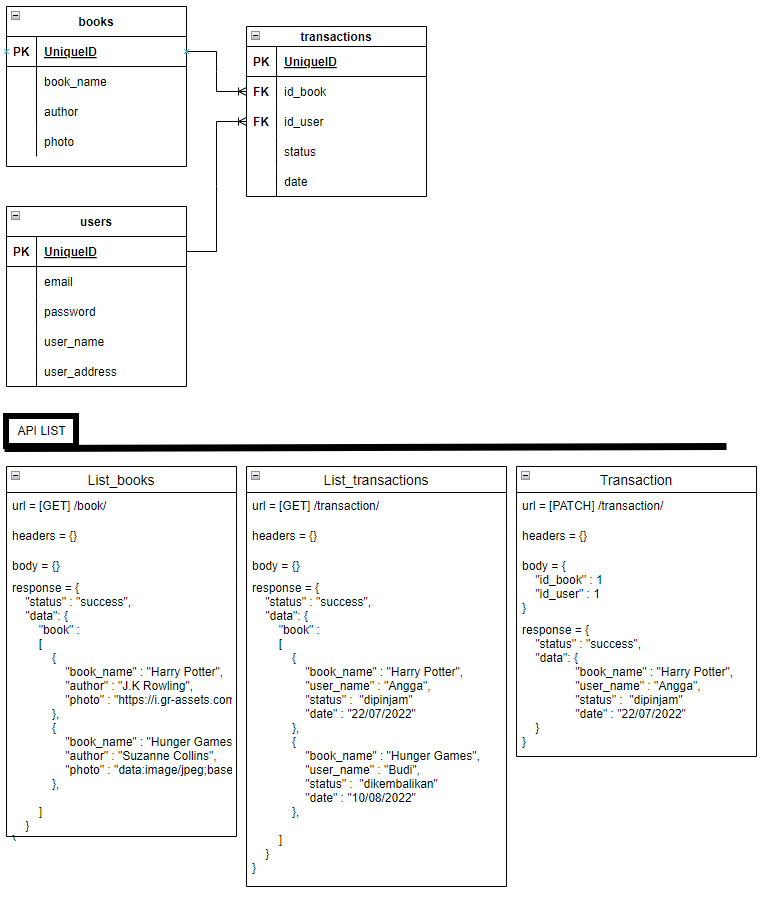 books
PK UniqueID
book_name
author
photo
transactions
PK UniqueID
FK id_book
FK id_user
status
date
users
PK UniqueID
email
password
user_name
user_address
API LIST
List_books
url = [GET] /book/
headers = {}
body = {}
response = {
"status" : "success",
"data": {
"book" :
[
{
"book_name" : "Harry Potter",
"author" : "J.K Rowling",
"photo" : "https://i.gr-assets.com
},
{
"book_name" : "Hunger Games
"author" : "Suzanne Collins",
"photo" : "data:image/jpeg;base
},
]
}
List_transactions
url = [GET] /transaction/
headers = {}
body = {}
response = {
"status" : "success",
"data": {
"book" :
[
{
"book_name" : "Harry Potter",
"user_name" : "Angga",
"status" : "dipinjam"
"date" : "22/07/2022"
},
{
"book_name" : "Hunger Games",
"user_name" : "Budi",
"status" : "dikembalikan"
"date" : "10/08/2022"
},
]
}
}
Transaction
url = [PATCH] /transaction/
headers = {}
body = {
"id_book" : 1
"id_user" : 1
}
response = {
"status" : "success",
"data": {
"book_name" : "Harry Potter",
"user_name" : "Angga",
"status" : "dipinjam"
"date" : "22/07/2022"
}
}